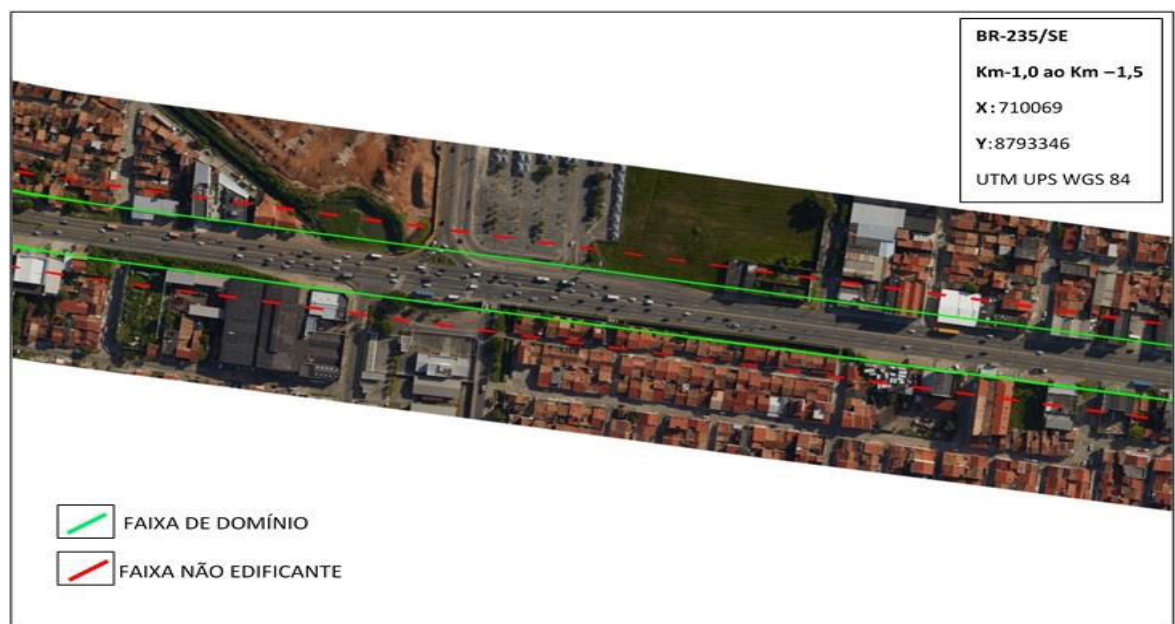 BR-235/SE
Km-1,0 ao Km –1,5
X: 710069
Y:8793346
UTM UPS WGS 84
FAIXA DE DOMÍNIO
FAIXA NÃO EDIFICANTE